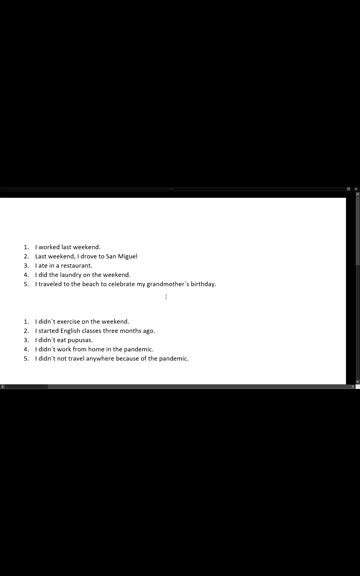 1. I worked last weekend.
2. Last weekend, I drove to San Miguel
3. I ate in a restaurant.
4. I did the laundry on the weekend.
5. I traveled to the beach to celebrate my grandmother´s birthday.
1. I didn´t exercise on the weekend.
2. I started English classes three months ago.
3. I didn´t eat pupusas.
4. I didn´t work from home in the pandemic.
5. I didn´t not travel anywhere because of the pandemic.